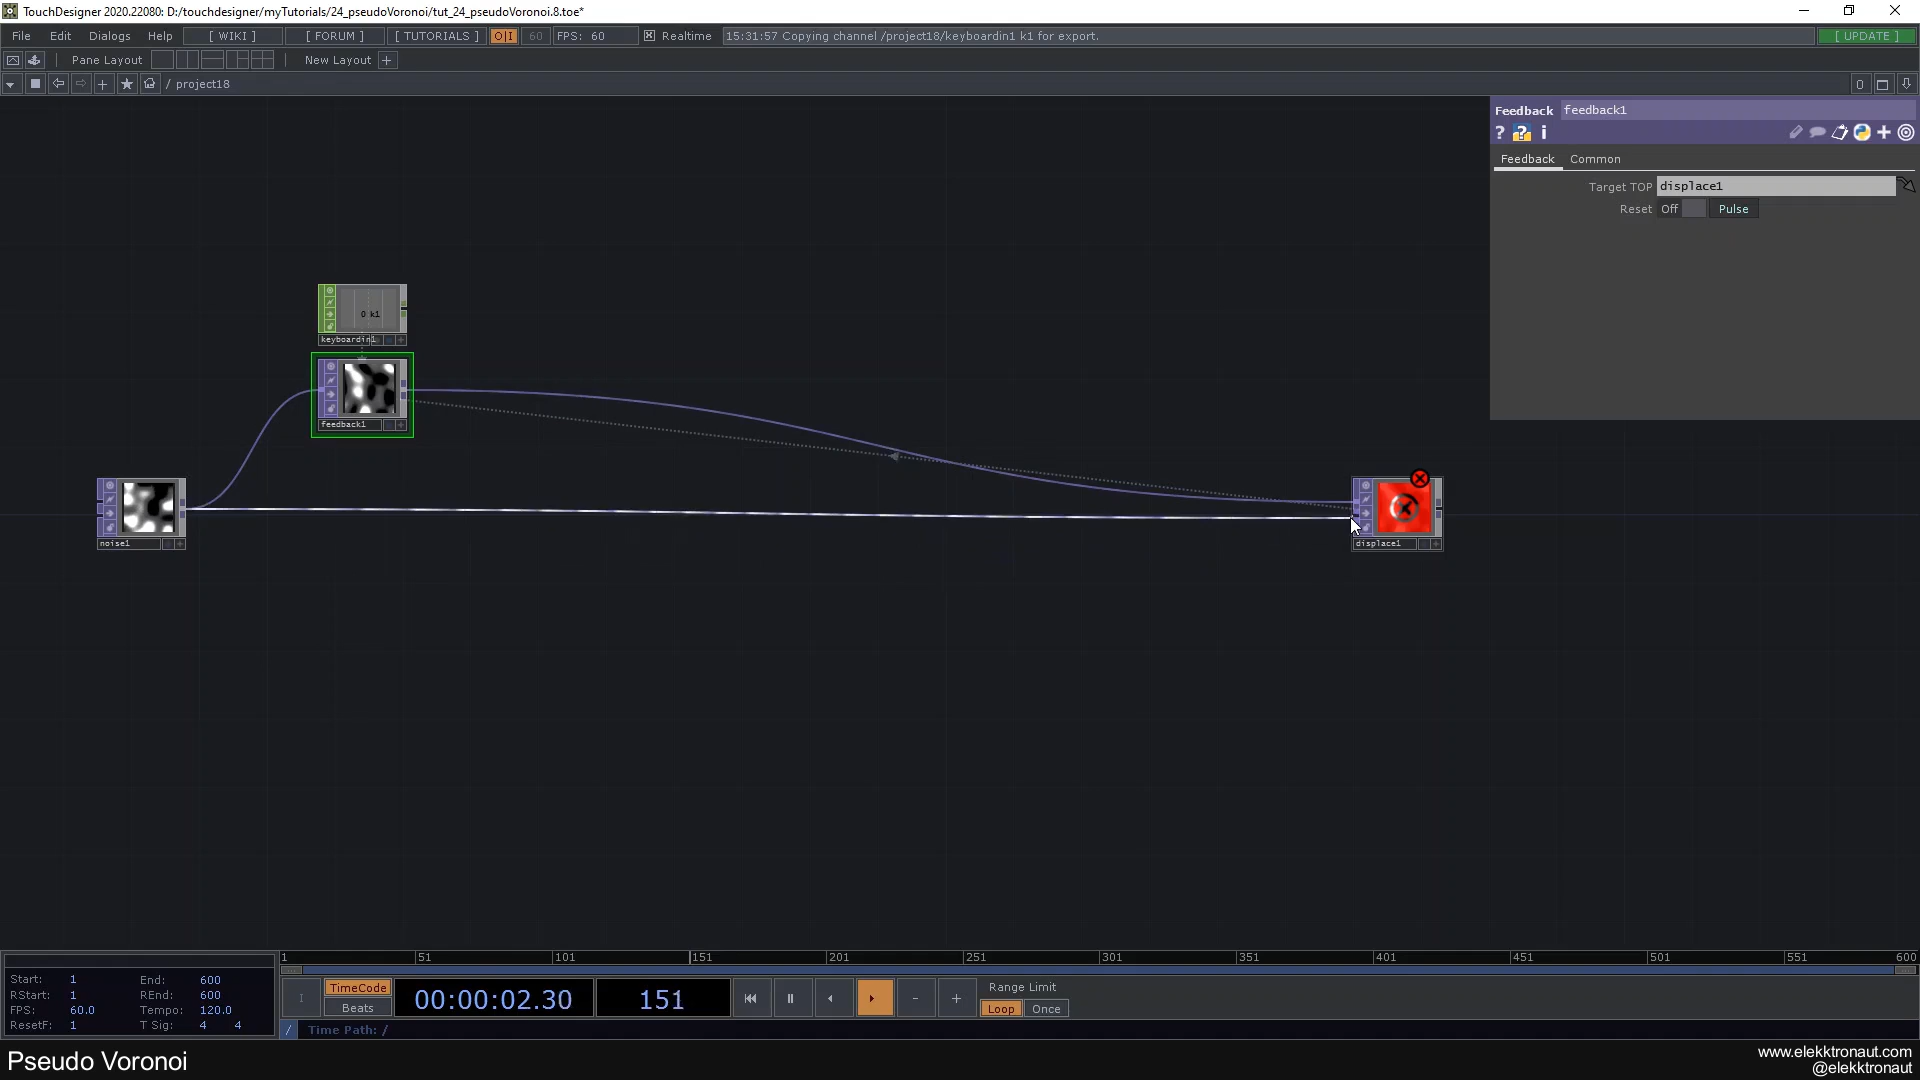 TouchDesigner 2020.22080: D:/touchdesigner/myTutorials/24_pseudoVoronoi/tut_24_pseudoVoronoi.8.toe*
File Edit Dialogs Help [ WIKI ] [ FORUM ] [ TUTORIALS ] O|I 60 FPS: 60 Realtime 15:31:57 Copying channel /project18/keyboardin1 k1 for export. [ UPDATE ]
Pane Layout New Layout +
/ project18 0
Feedback feedback1
? ? i
Feedback Common
Target TOP displace1
Reset Off Pulse
0 k1
keyboardin1
feedback1
noise1
displace1
1 51 101 151 201 251 301 351 401 451 501 551 600
Start: 1 End: 600
RStart: 1 REnd: 600
FPS: 60.0 Tempo: 120.0
ResetF: 1 T Sig: 4 4
I TimeCode Beats 00:00:02.30 151 - + Range Limit
Loop Once
/ Time Path: /
Pseudo Voronoi
www.elekktronaut.com
@elekktronaut